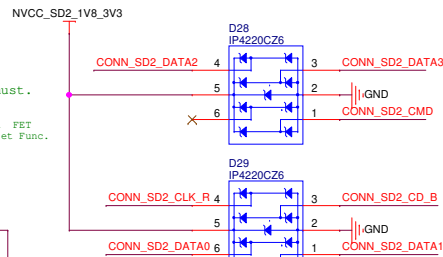 NVCC_SD2_1V8_3V3
D28
IP4220CZ6
CONN_SD2_DATA2 4 3 CONN_SD2_DATA3
ust.
5 2 GND
FET
et Func.
6 1 CONN_SD2_CMD
D29
IP4220CZ6
CONN_SD2_CLK_R 4 3 CONN_SD2_CD_B
5 2 GND
CONN_SD2_DATA0 6 1 CONN_SD2_DATA1